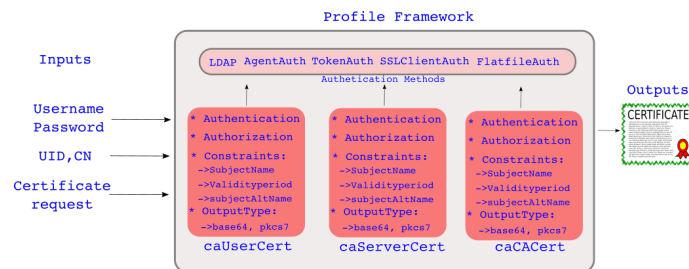 Profile Framework
Inputs
LDAP AgentAuth TokenAuth SSLClientAuth FlatfileAuth
Authetication Methods
Outputs
Username
Password
UID,CN
Certificate
request
* Authentication
* Authorization
* Constraints:
->SubjectName
->Validityperiod
->subjectAltName
* OutputType:
->base64, pkcs7
caUserCert
* Authentication
* Authorization
* Constraints:
->SubjectName
->Validityperiod
->subjectAltName
* OutputType:
->base64, pkcs7
caServerCert
* Authentication
* Authorization
* Constraints:
->SubjectName
->Validityperiod
->subjectAltName
* OutputType:
->base64, pkcs7
caCACert
CERTIFICATE